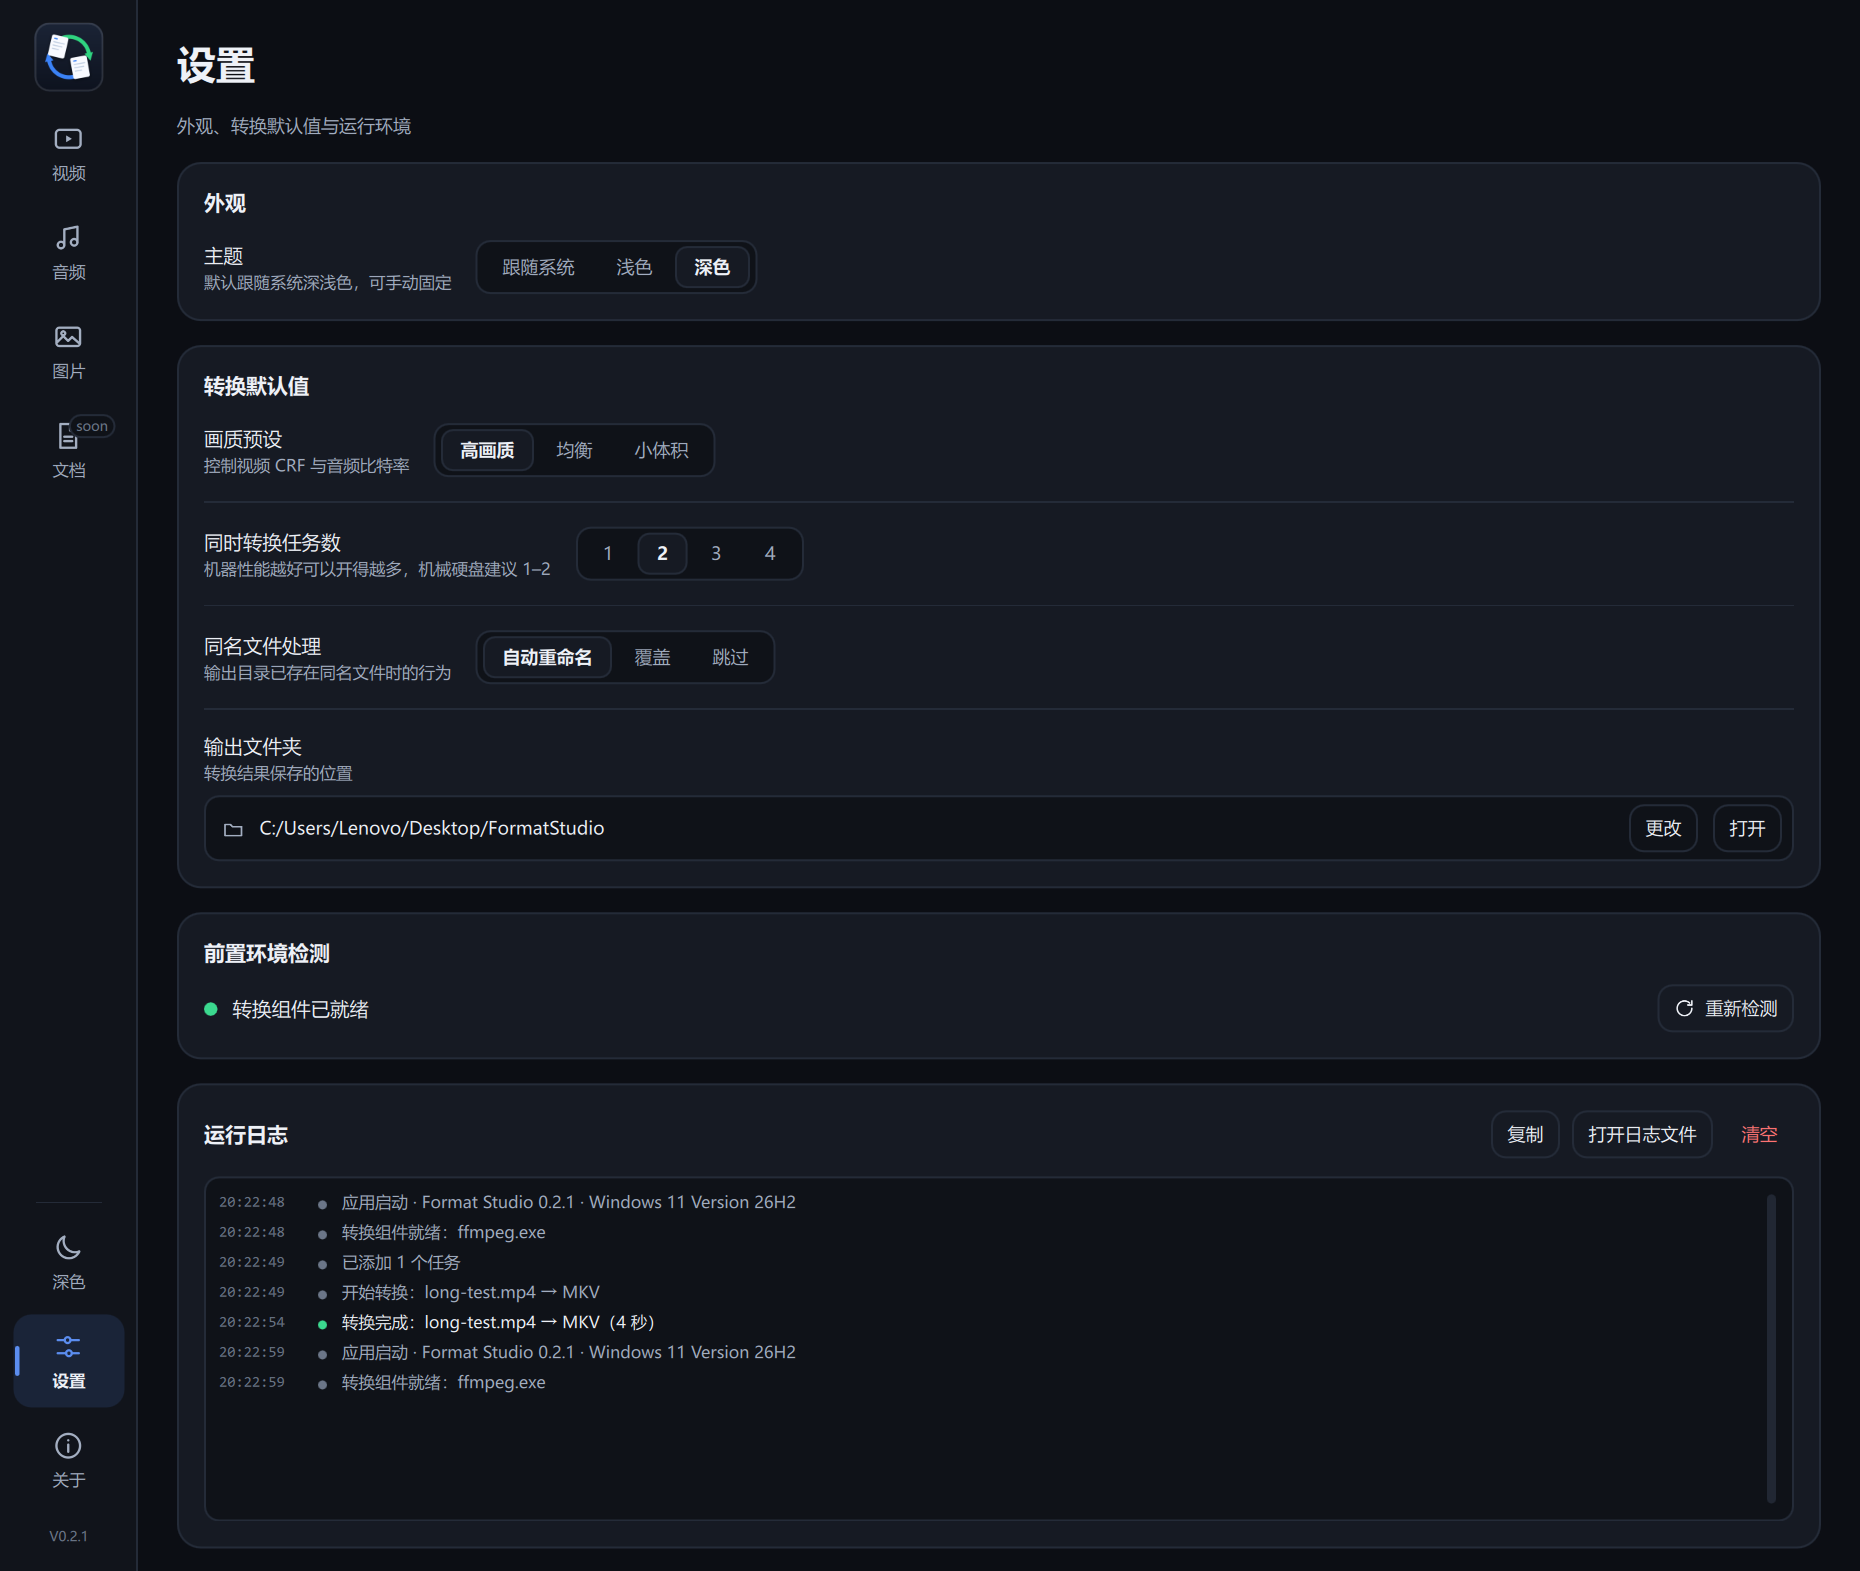 设置
外观、转换默认值与运行环境
视频
音频
图片
soon
文档
外观
主题
默认跟随系统深浅色，可手动固定
跟随系统 浅色 深色
转换默认值
画质预设
控制视频 CRF 与音频比特率
高画质 均衡 小体积
同时转换任务数
机器性能越好可以开得越多，机械硬盘建议 1–2
1 2 3 4
同名文件处理
输出目录已存在同名文件时的行为
自动重命名 覆盖 跳过
输出文件夹
转换结果保存的位置
C:/Users/Lenovo/Desktop/FormatStudio 更改 打开
前置环境检测
转换组件已就绪 重新检测
运行日志 复制 打开日志文件 清空
20:22:48 应用启动 · Format Studio 0.2.1 · Windows 11 Version 26H2
20:22:48 转换组件就绪：ffmpeg.exe
20:22:49 已添加 1 个任务
20:22:49 开始转换：long-test.mp4 → MKV
20:22:54 转换完成：long-test.mp4 → MKV（4 秒）
20:22:59 应用启动 · Format Studio 0.2.1 · Windows 11 Version 26H2
20:22:59 转换组件就绪：ffmpeg.exe
深色
设置
关于
V0.2.1